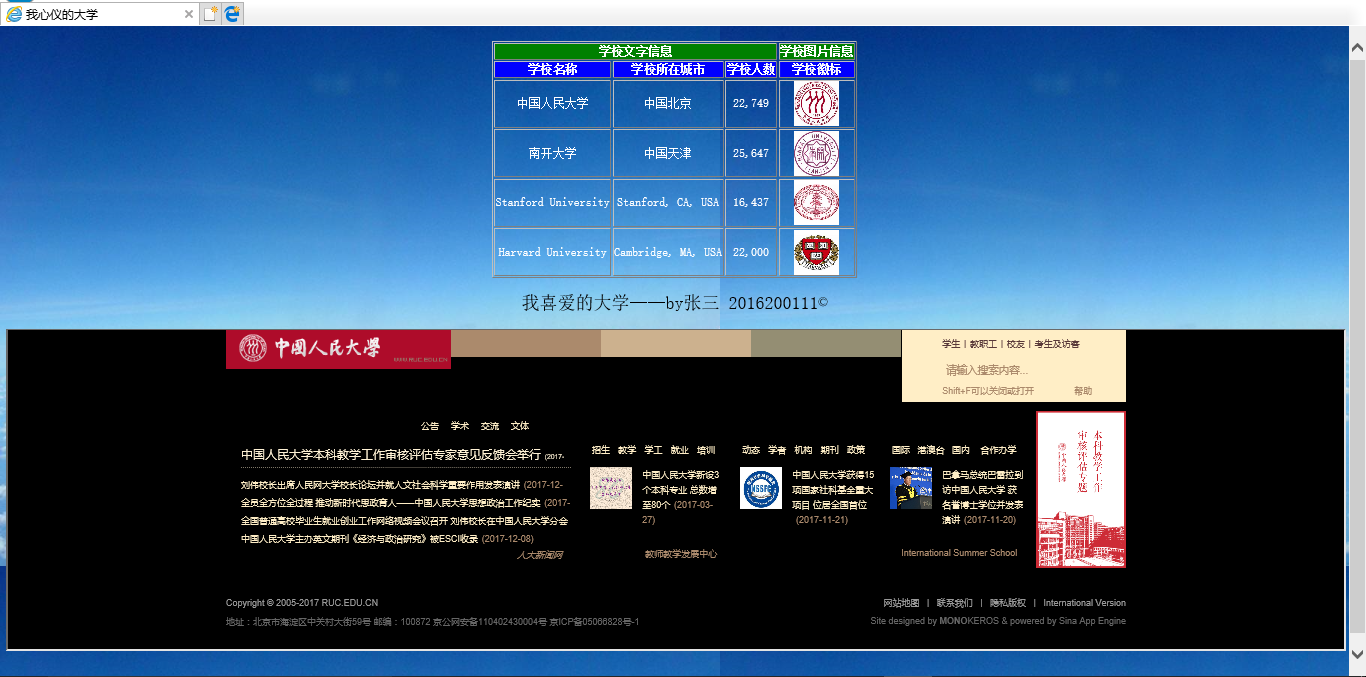 我心仪的大学
学校文字信息 学校图片信息
学校名称 学校所在城市 学校人数 学校徽标
中国人民大学 中国北京 22,749
南开大学 中国天津 25,647
Stanford University Stanford, CA, USA 16,437
Harvard University Cambridge, MA, USA 22,000
我喜爱的大学——by张三 2016200111©
中国人民大学
WWW.RUC.EDU.CN
学生 | 教职工 | 校友 | 考生及访客
请输入搜索内容...
Shift+F可以关闭或打开 帮助
公告 学术 交流 文体
中国人民大学本科教学工作审核评估专家意见反馈会举行 (2017-
刘伟校长出席人民网大学校长论坛并就人文社会科学重要作用发表演讲 (2017-12-
全员全方位全过程 推动新时代思政育人——中国人民大学思想政治工作纪实 (2017-
全国普通高校毕业生就业创业工作网络视频会议召开 刘伟校长在中国人民大学分会
中国人民大学主办英文期刊《经济与政治研究》被ESCI收录 (2017-12-08)
人大新闻网
招生 教学 学工 就业 培训
中国人民大学新设3
个本科专业 总数增
至80个 (2017-03-
27)
教师教学发展中心
动态 学者 机构 期刊 政策
NSSFC
中国人民大学获得15
项国家社科基金重大
项目 位居全国首位
(2017-11-21)
国际 港澳台 国内 合作办学
巴拿马总统巴雷拉到
访中国人民大学 获
名誉博士学位并发表
演讲 (2017-11-20)
International Summer School
本科教学工作
审核评估专题
Copyright © 2005-2017 RUC.EDU.CN
地址：北京市海淀区中关村大街59号 邮编：100872 京公网安备110402430004号 京ICP备05066828号-1
网站地图 | 联系我们 | 隐私版权 | International Version
Site designed by MONOKEROS & powered by Sina App Engine